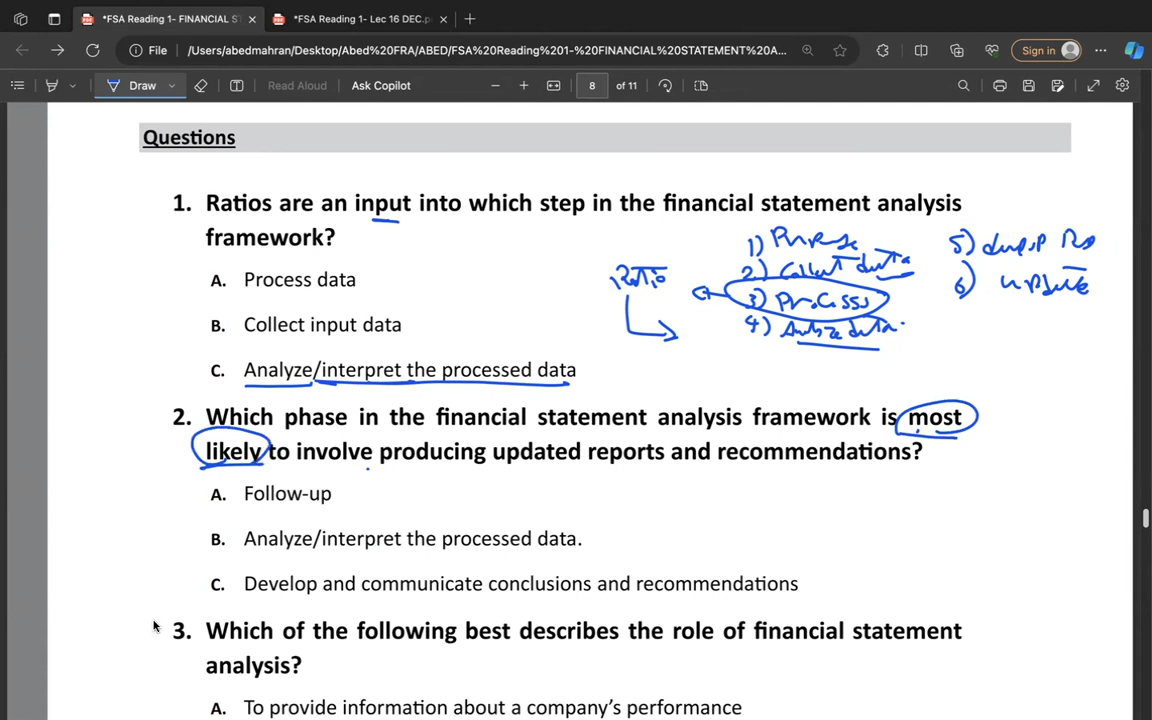 *FSA Reading 1- FINANCIAL S
*FSA Reading 1- Lec 16 DEC.p
File
/Users/abedmahran/Desktop/Abed%20FRA/ABED/FSA%20Reading%201-%20FINANCIAL%20STATEMENT%20A...
Sign in
Draw
Read Aloud
Ask Copilot
8
of 11
Questions
1. Ratios are an input into which step in the financial statement analysis
framework?
1)
2) Collect data
3) Process
4) Analyze data.
5)
6) update
Ratio
A. Process data
B. Collect input data
C. Analyze/interpret the processed data
2. Which phase in the financial statement analysis framework is most
likely to involve producing updated reports and recommendations?
A. Follow-up
B. Analyze/interpret the processed data.
C. Develop and communicate conclusions and recommendations
3. Which of the following best describes the role of financial statement
analysis?
A. To provide information about a company's performance